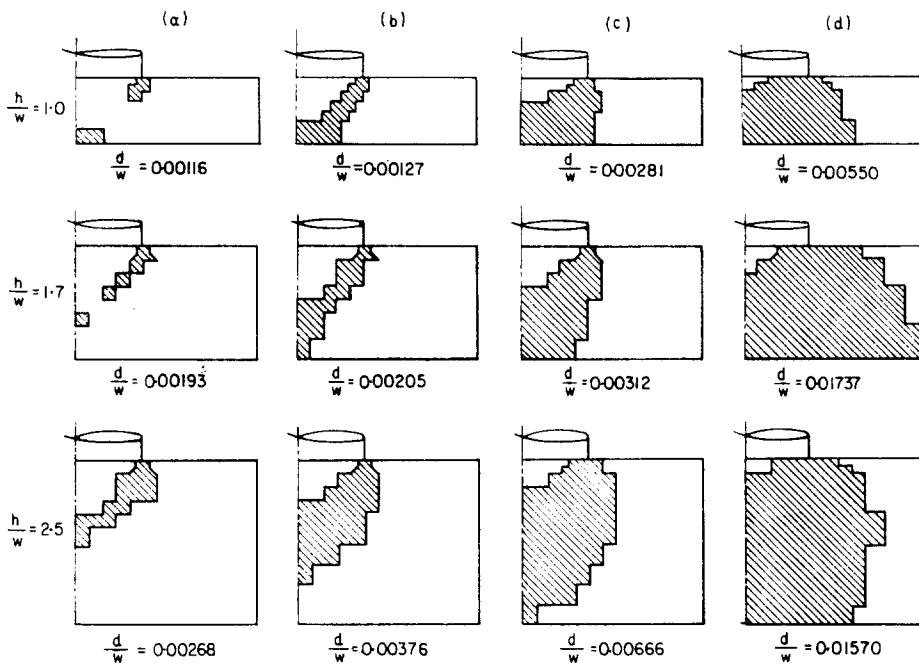 (a) (b) (c) (d)
h/w = 1·0
d/w = 0·00116 d/w = 0·00127 d/w = 0·00281 d/w = 0·00550
h/w = 1·7
d/w = 0·00193 d/w = 0·00205 d/w = 0·00312 d/w = 0·01737
h/w = 2·5
d/w = 0·00268 d/w = 0·00376 d/w = 0·00666 d/w = 0·01570